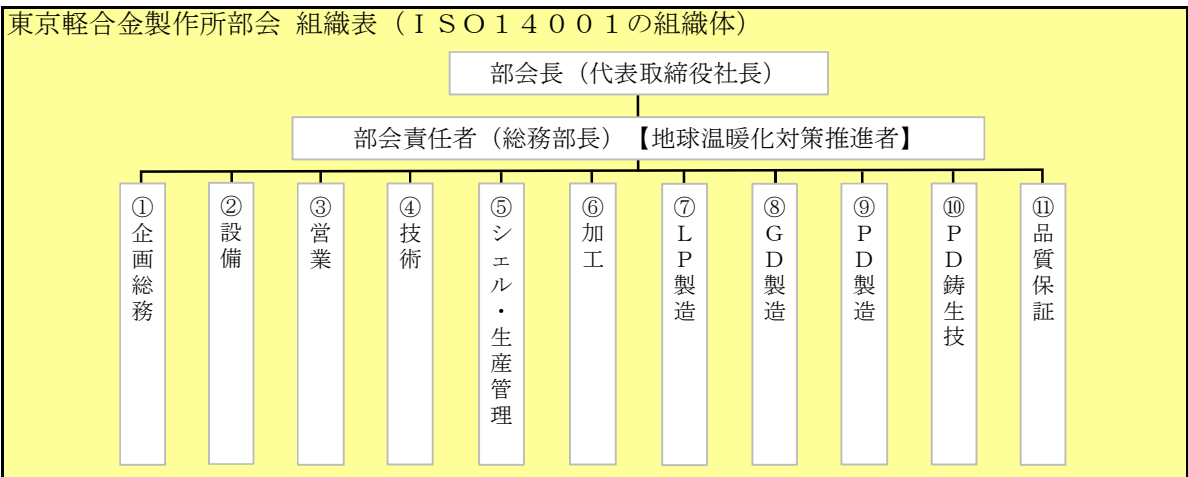 東京軽合金製作所部会 組織表（ＩＳＯ１４００１の組織体）
部会長（代表取締役社長）
部会責任者（総務部長）【地球温暖化対策推進者】
①企画総務
②設備
③営業
④技術
⑤シェル・生産管理
⑥加工
⑦ＬＰ製造
⑧ＧＤ製造
⑨ＰＤ製造
⑩ＰＤ鋳生技
⑪品質保証